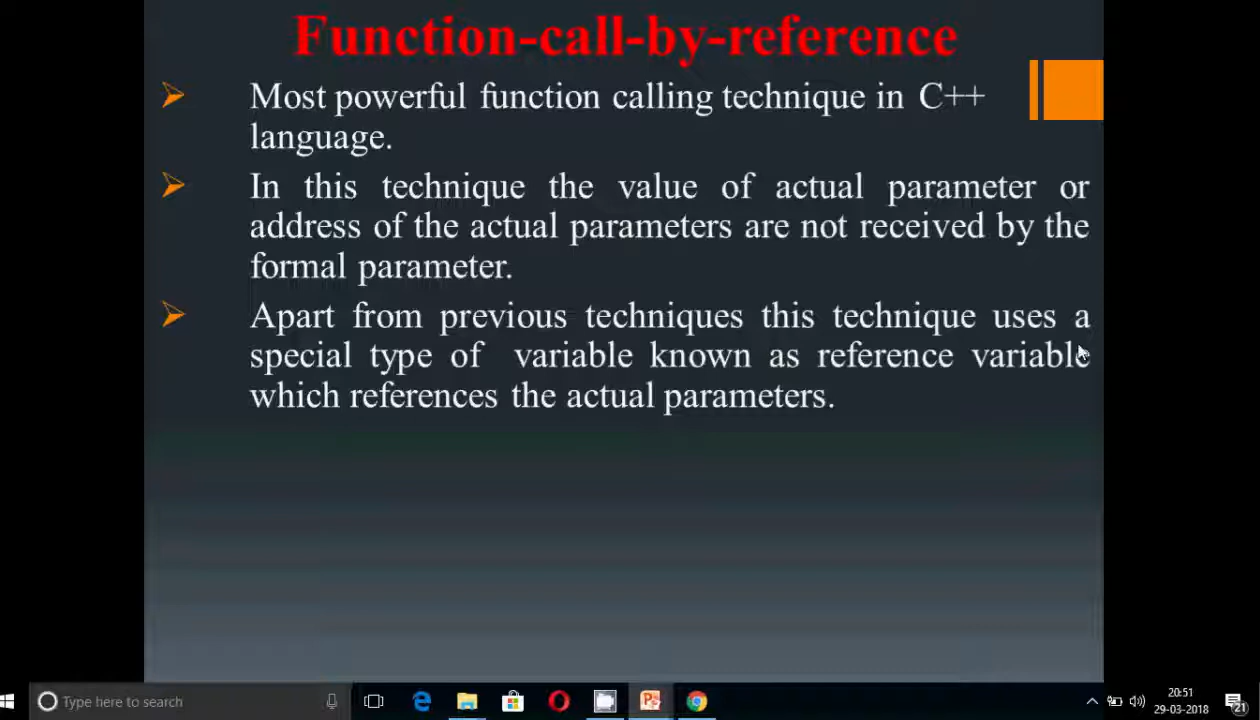 Function-call-by-reference
Most powerful function calling technique in C++
language.
In this technique the value of actual parameter or
address of the actual parameters are not received by the
formal parameter.
Apart from previous techniques this technique uses a
special type of variable known as reference variable
which references the actual parameters.
Type here to search
20:51
29-03-2018
21